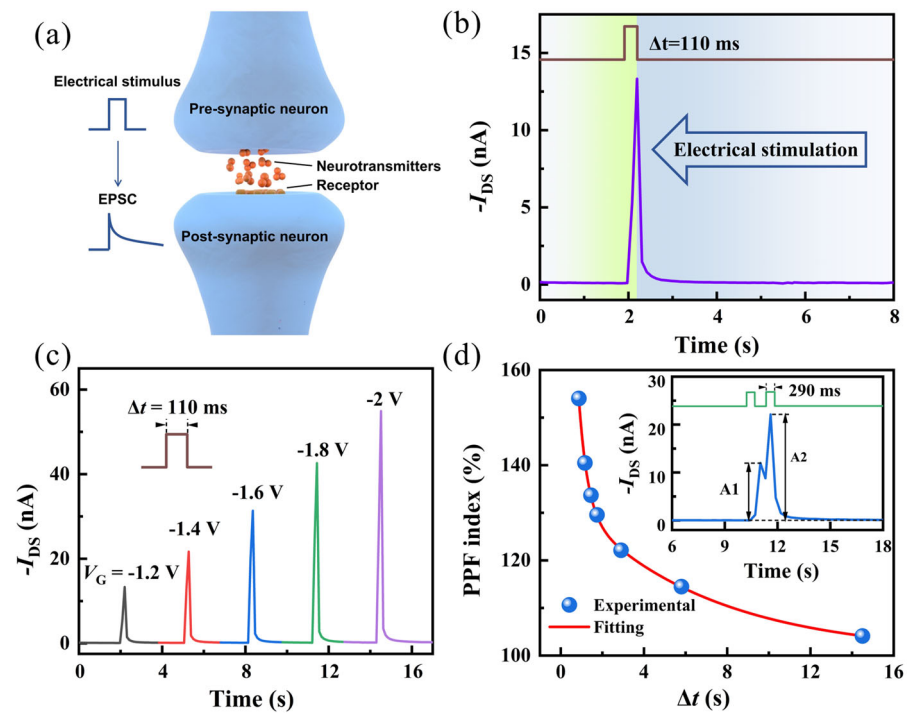 (a)
Electrical stimulus
Pre-synaptic neuron
Neurotransmitters
Receptor
EPSC
Post-synaptic neuron
(b)
Δt=110 ms
Electrical stimulation
-I_DS (nA)
15
10
5
0
0 2 4 6 8
Time (s)
(c)
Δt = 110 ms
V_G = -1.2 V
-1.4 V
-1.6 V
-1.8 V
-2 V
-I_DS (nA)
60
40
20
0
0 4 8 12 16
Time (s)
(d)
PPF index (%)
160
140
120
100
0 4 8 12 16
Δt (s)
Experimental
Fitting
290 ms
A1
A2
-I_DS (nA)
30
20
10
0
6 9 12 15 18
Time (s)